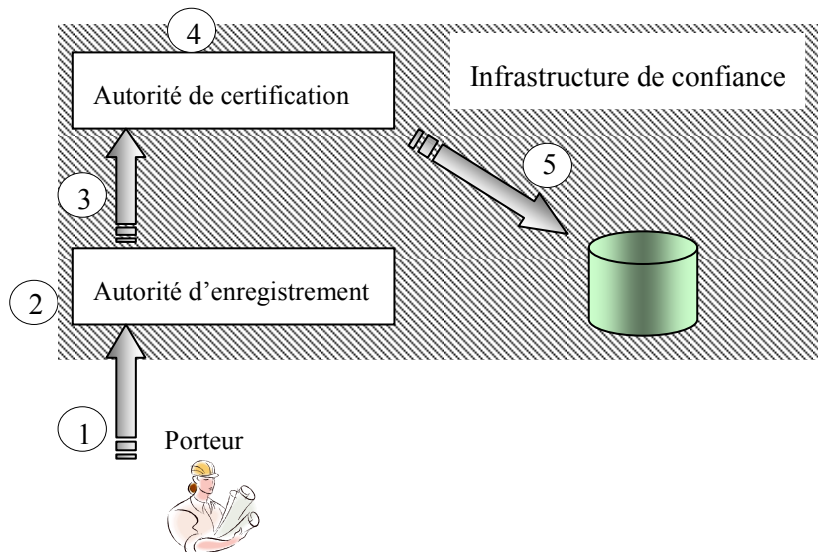 4
Autorité de certification
Infrastructure de confiance
5
3
2
Autorité d’enregistrement
1
Porteur